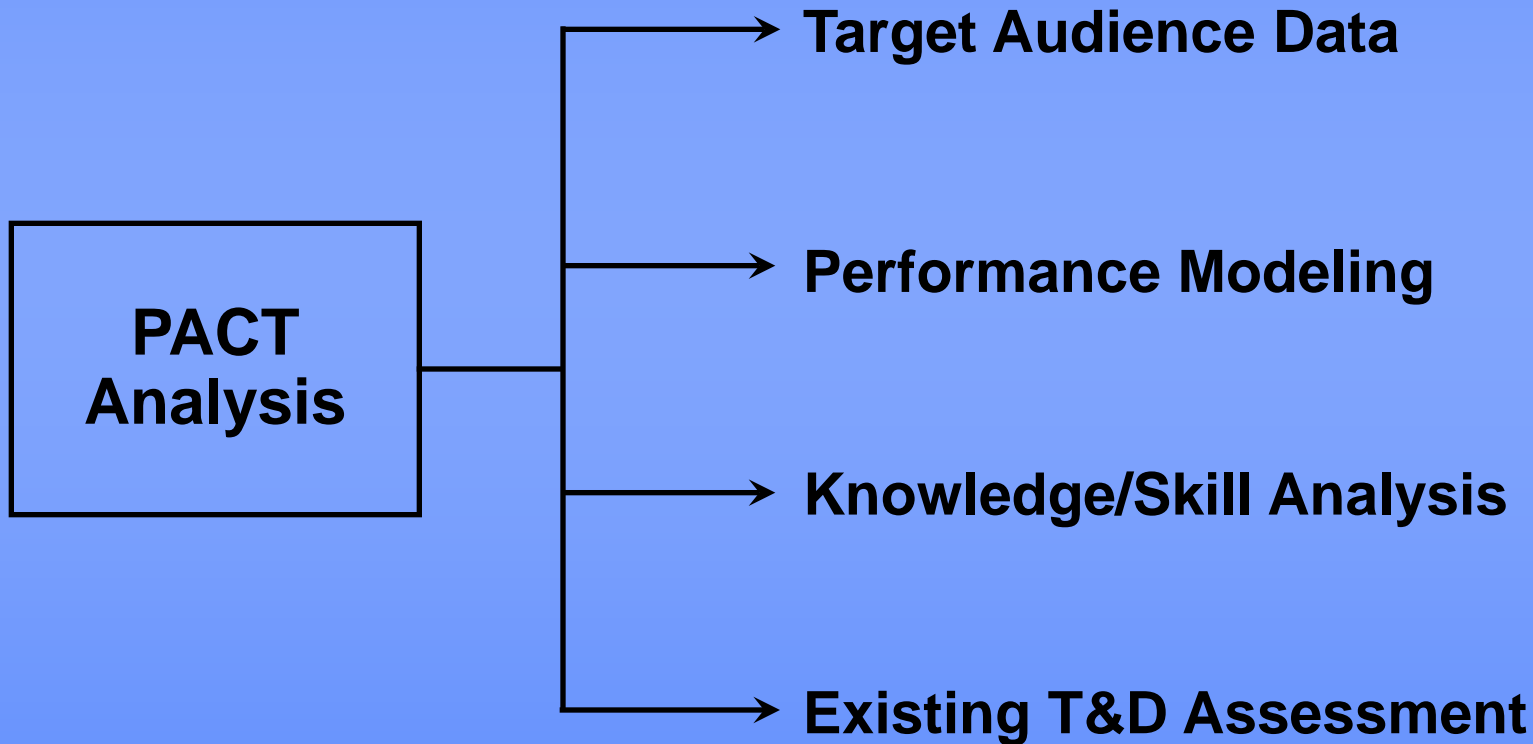 Target Audience Data
Performance Modeling
PACT
Analysis
Knowledge/Skill Analysis
Existing T&D Assessment